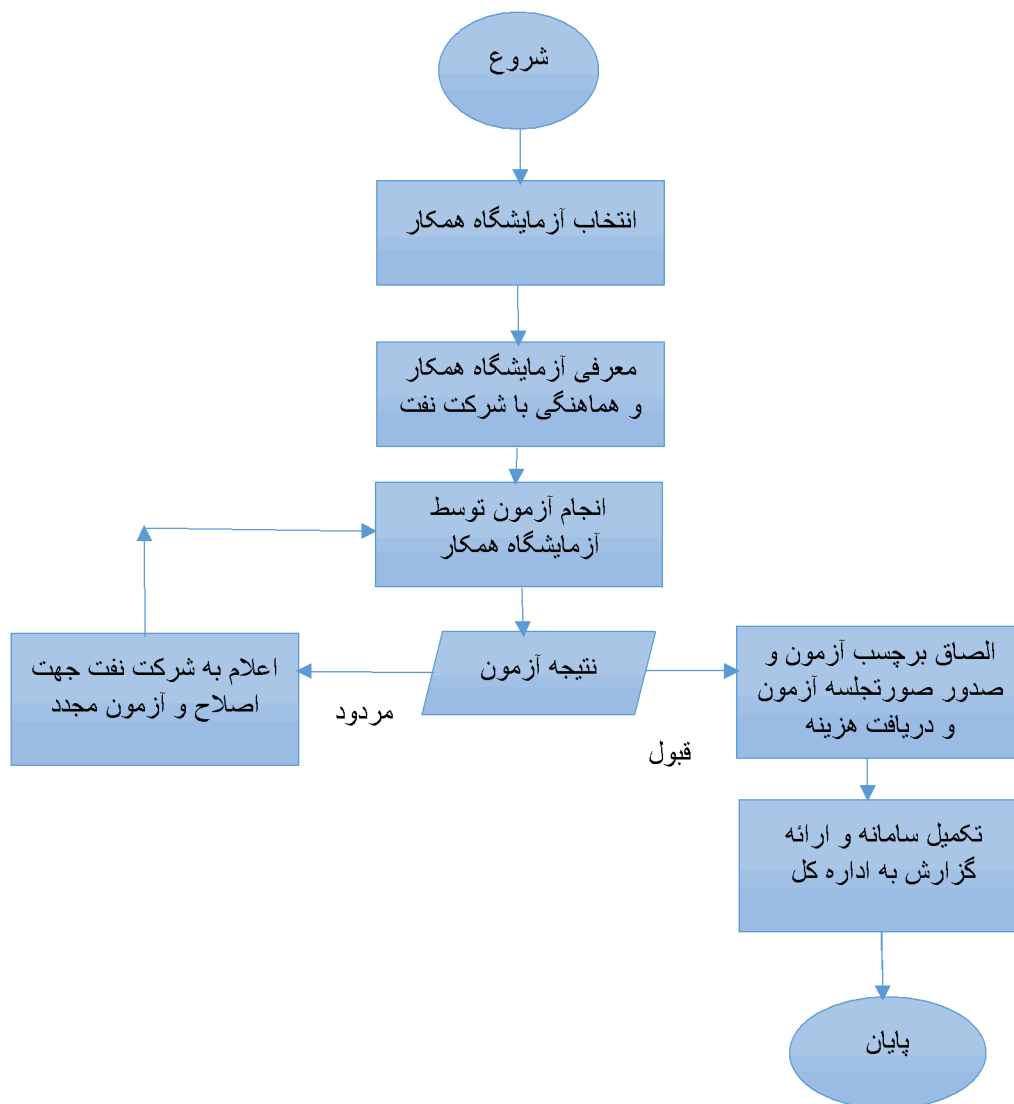 شروع
انتخاب آزمایشگاه همکار
معرفی آزمایشگاه همکار
و هماهنگی با شرکت نفت
انجام آزمون توسط
آزمایشگاه همکار
نتیجه آزمون
مردود
اعلام به شرکت نفت جهت
اصلاح و آزمون مجدد
قبول
الصاق برچسب آزمون و
صدور صورتجلسه آزمون
و دریافت هزینه
تکمیل سامانه و ارائه
گزارش به اداره کل
پایان